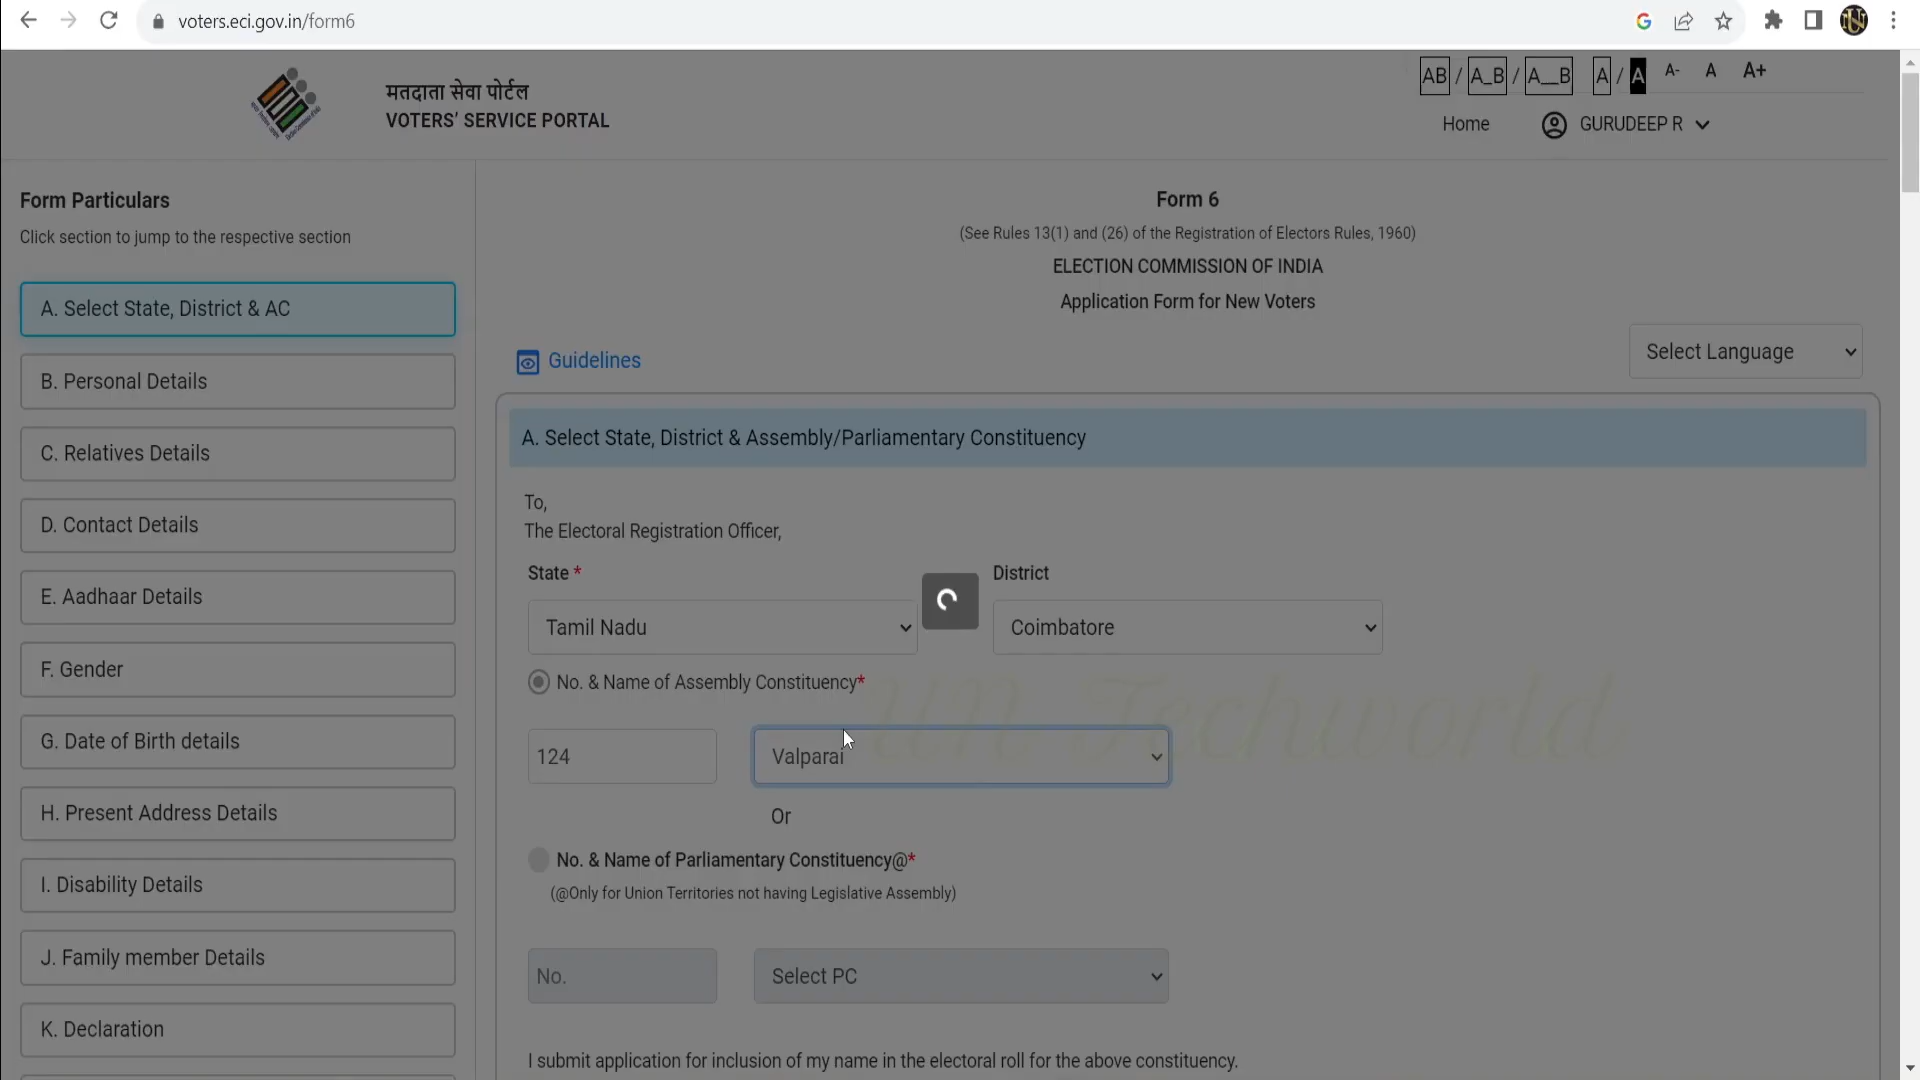 voters.eci.gov.in/form6
मतदाता सेवा पोर्टल
VOTERS' SERVICE PORTAL
AB / A_B / A__B A / A A- A A+
Home GURUDEEP R
Form Particulars
Click section to jump to the respective section
A. Select State, District & AC
B. Personal Details
C. Relatives Details
D. Contact Details
E. Aadhaar Details
F. Gender
G. Date of Birth details
H. Present Address Details
I. Disability Details
J. Family member Details
K. Declaration
Form 6
(See Rules 13(1) and (26) of the Registration of Electors Rules, 1960)
ELECTION COMMISSION OF INDIA
Application Form for New Voters
Select Language
Guidelines
A. Select State, District & Assembly/Parliamentary Constituency
To,
The Electoral Registration Officer,
State * District
Tamil Nadu Coimbatore
No. & Name of Assembly Constituency*
UN Techworld
124 Valparai
Or
No. & Name of Parliamentary Constituency@*
(@Only for Union Territories not having Legislative Assembly)
No. Select PC
I submit application for inclusion of my name in the electoral roll for the above constituency.